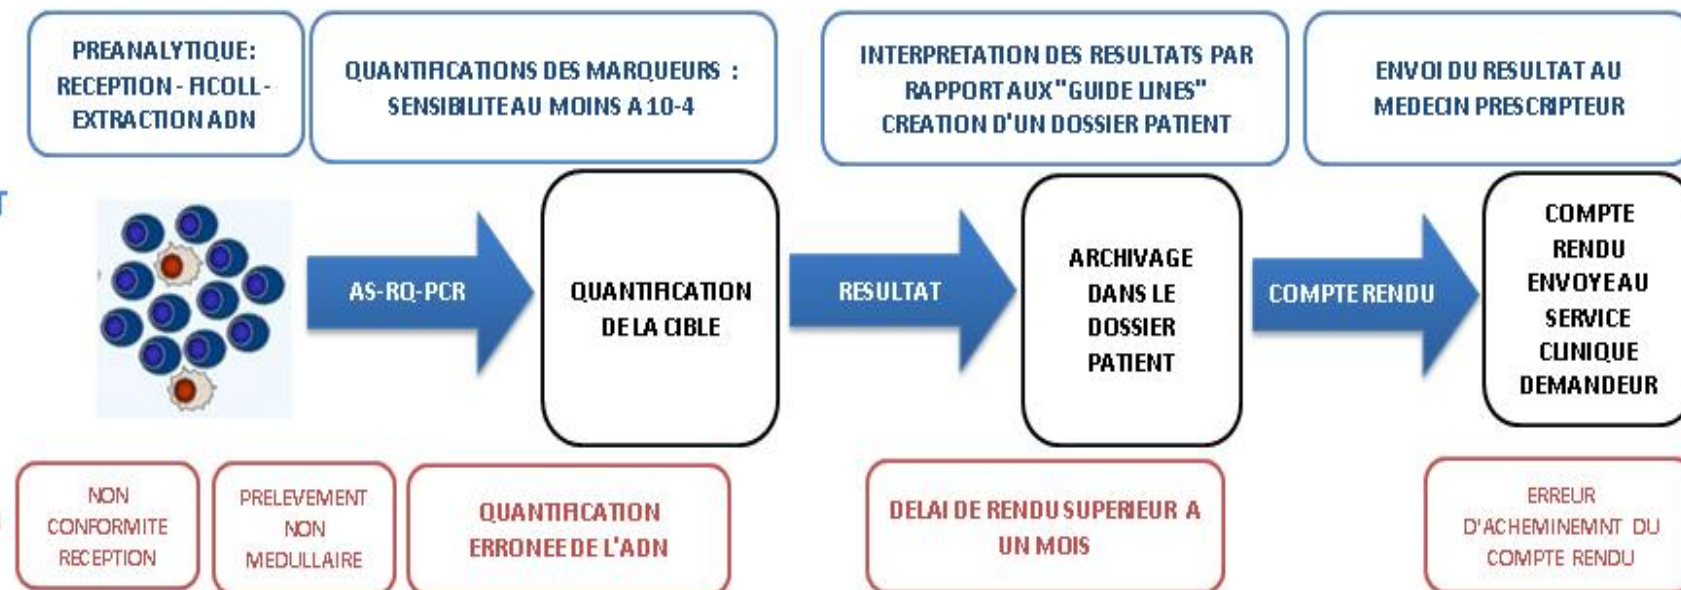 PREANALYTIQUE:
RECEPTION - FICOLL-
EXTRACTION ADN
QUANTIFICATIONS DES MARQUEURS :
SENSIBILITE AU MOINS A 10-4
INTERPRETATION DES RESULTATS PAR
RAPPORT AUX "GUIDE LINES"
CREATION D'UN DOSSIER PATIENT
ENVOI DU RESULTAT AU
MEDECIN PRESCRIPTEUR
AS-RQ-PCR
QUANTIFICATION
DE LA CIBLE
RESULTAT
ARCHIVAGE
DANS LE
DOSSIER
PATIENT
COMPTE RENDU
COMPTE
RENDU
ENVOYE AU
SERVICE
CLINIQUE
DEMANDEUR
NON
CONFORMITE
RECEPTION
PRELEVEMENT
NON
MEDULLAIRE
QUANTIFICATION
ERRONEE DE L'ADN
DELAI DE RENDU SUPERIEUR A
UN MOIS
ERREUR
D'ACHEMINEMNT DU
COMPTE RENDU